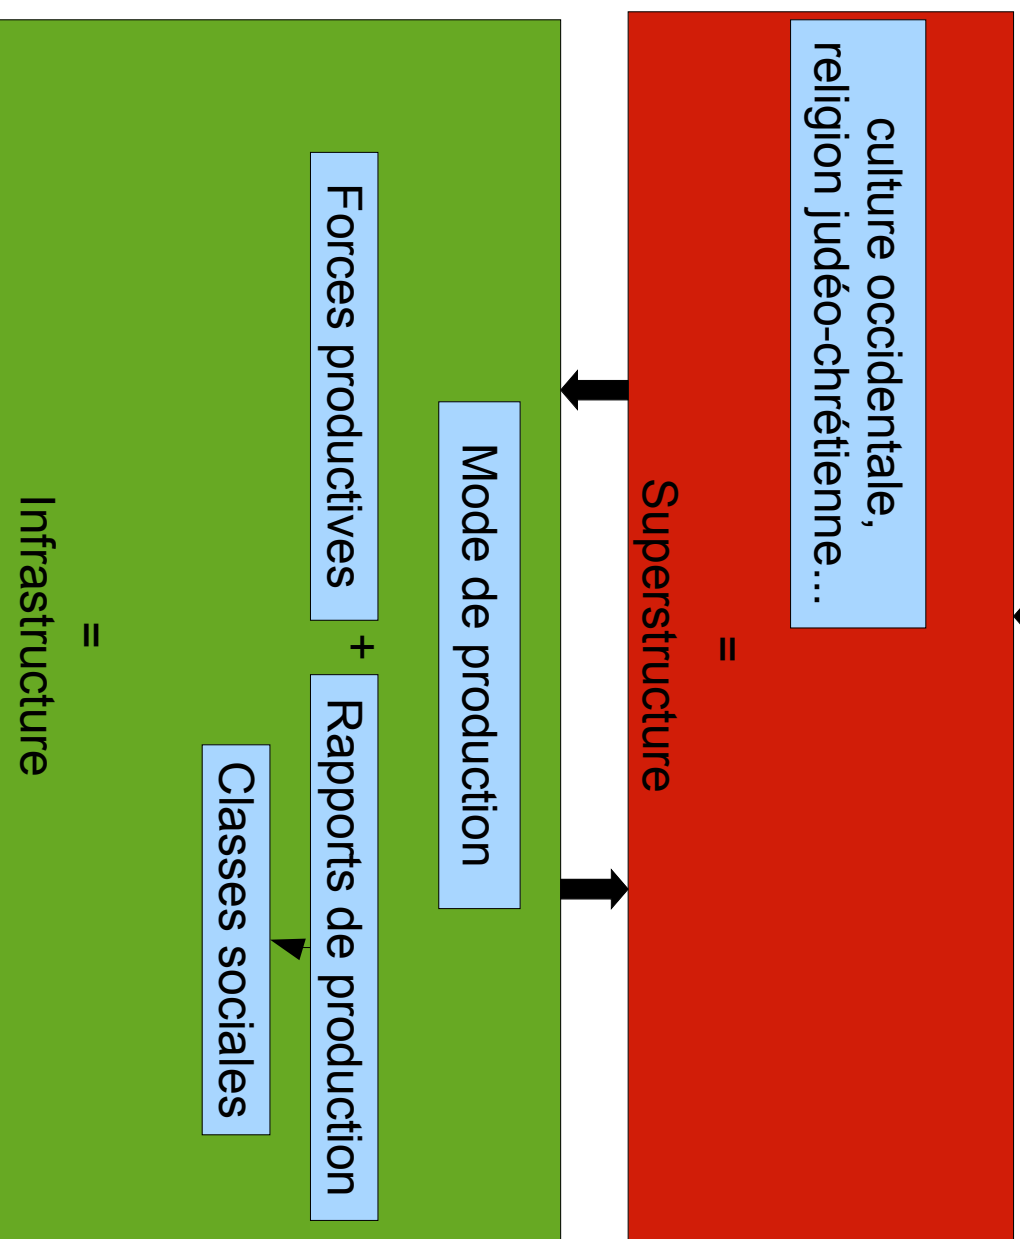 culture occidentale,
religion judéo-chrétienne...
=
Superstructure
Mode de production
Forces productives + Rapports de production
Classes sociales
=
Infrastructure